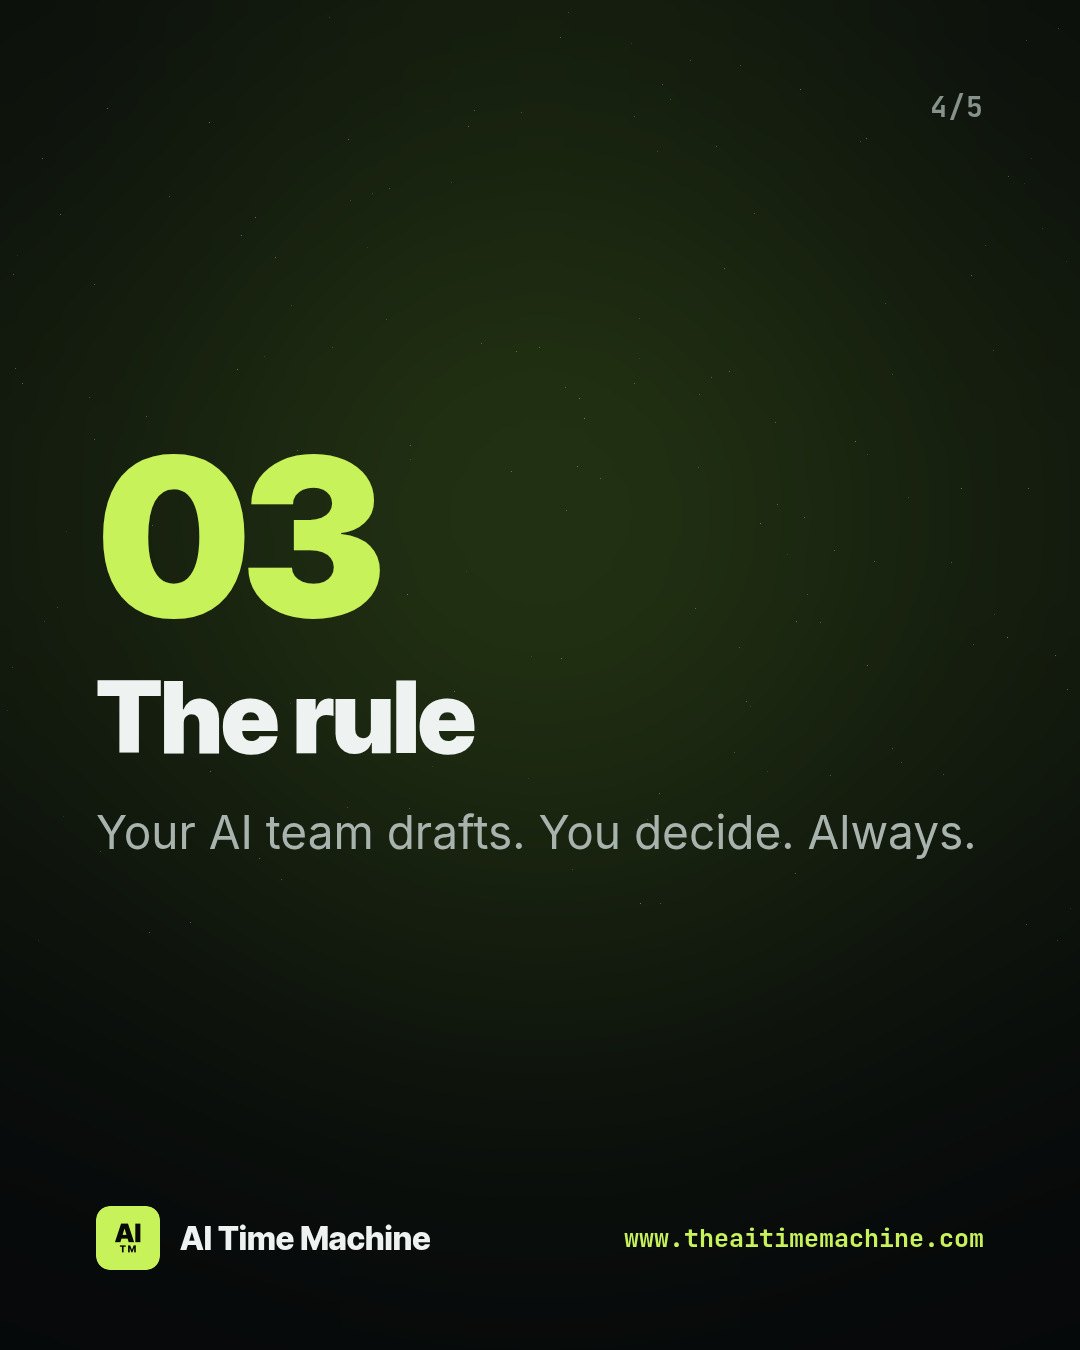 4/5
03
The rule
Your AI team drafts. You decide. Always.
AI
TM
AI Time Machine
www.theaitimemachine.com